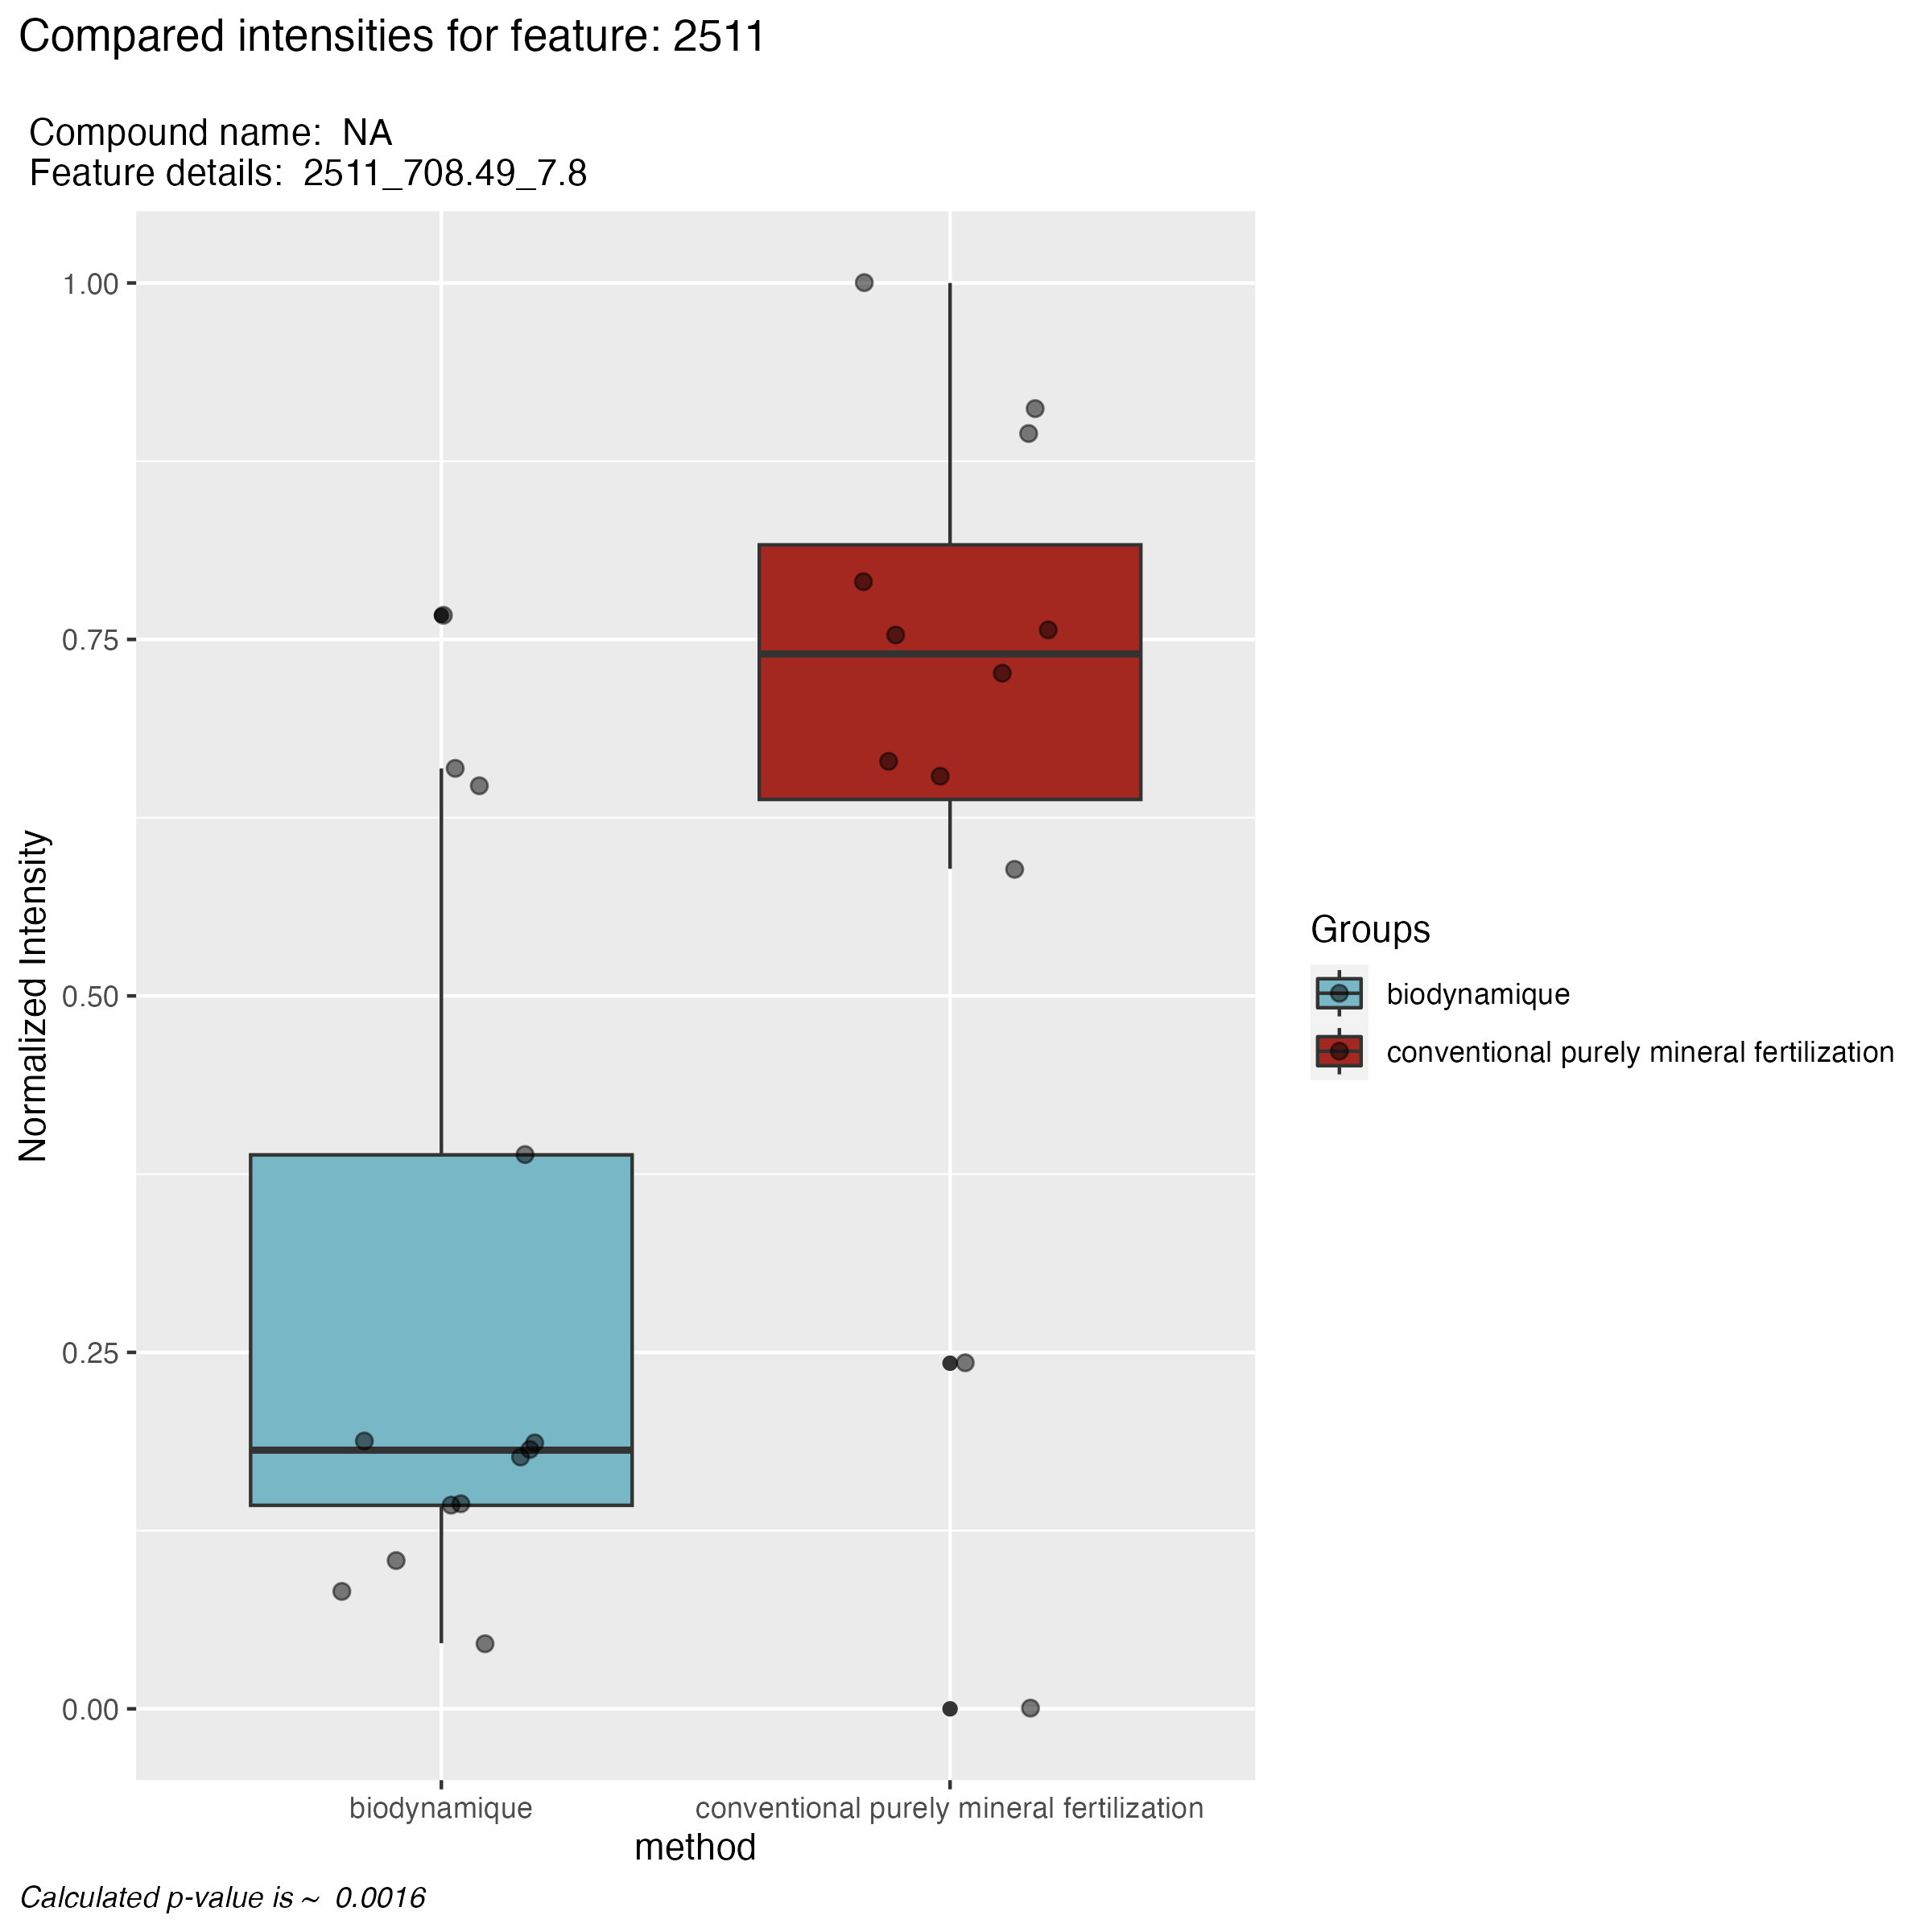 Compared intensities for feature: 2511
Compound name:  NA
Feature details:  2511_708.49_7.8
Normalized Intensity
1.00
0.75
0.50
0.25
0.00
biodynamique
conventional purely mineral fertilization
method
Groups
biodynamique
conventional purely mineral fertilization
Calculated p-value is ~  0.0016